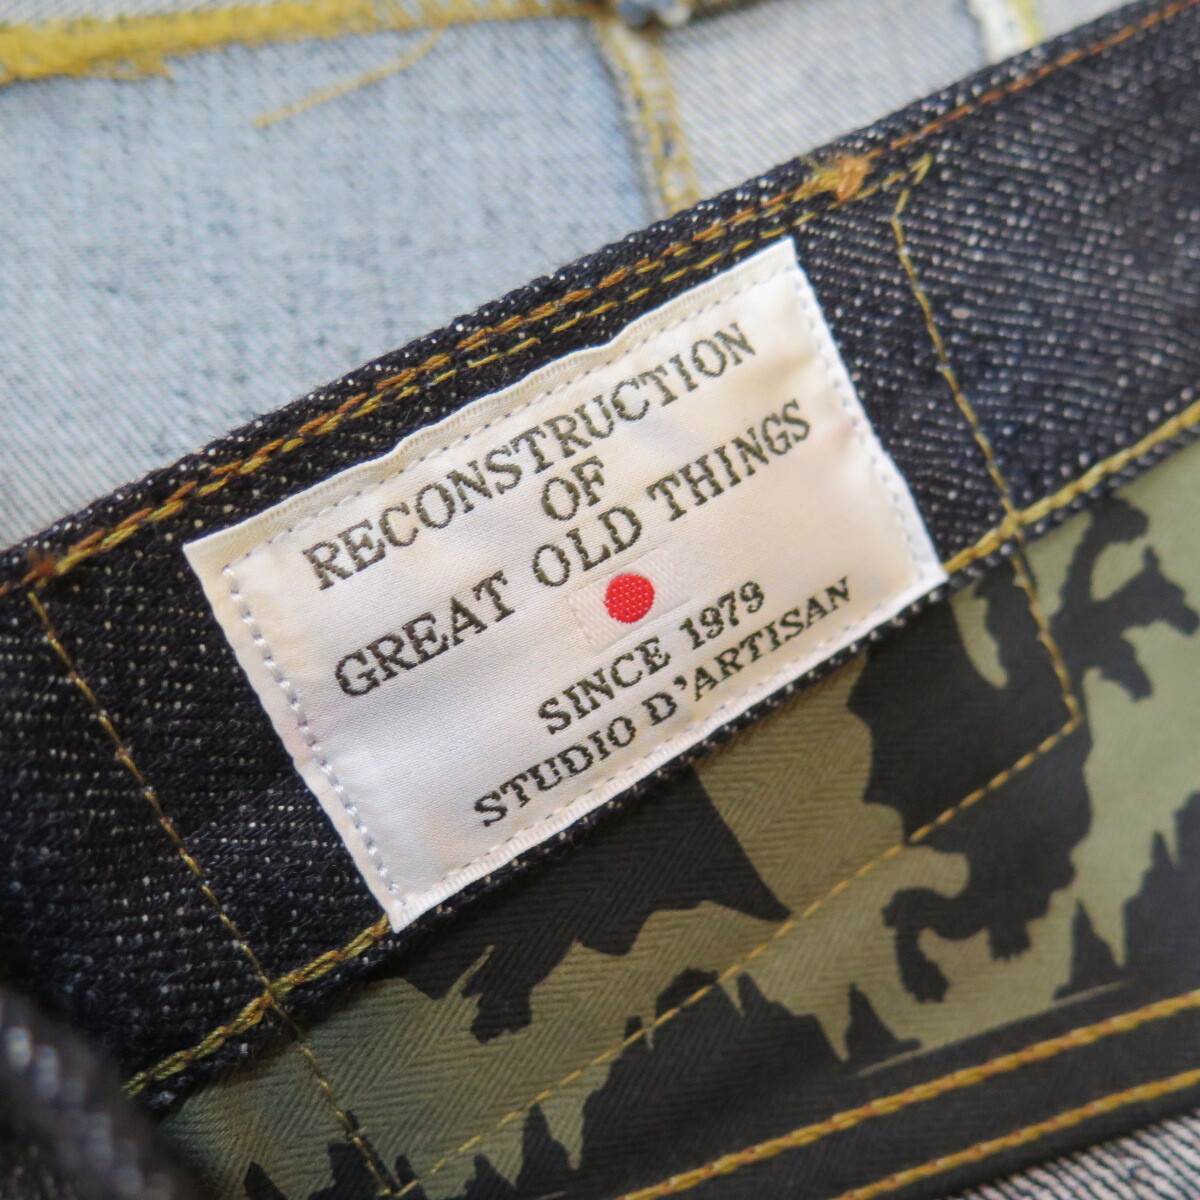 RECONSTRUCTION
OF
GREAT OLD THINGS
SINCE 1979
STUDIO D'ARTISAN